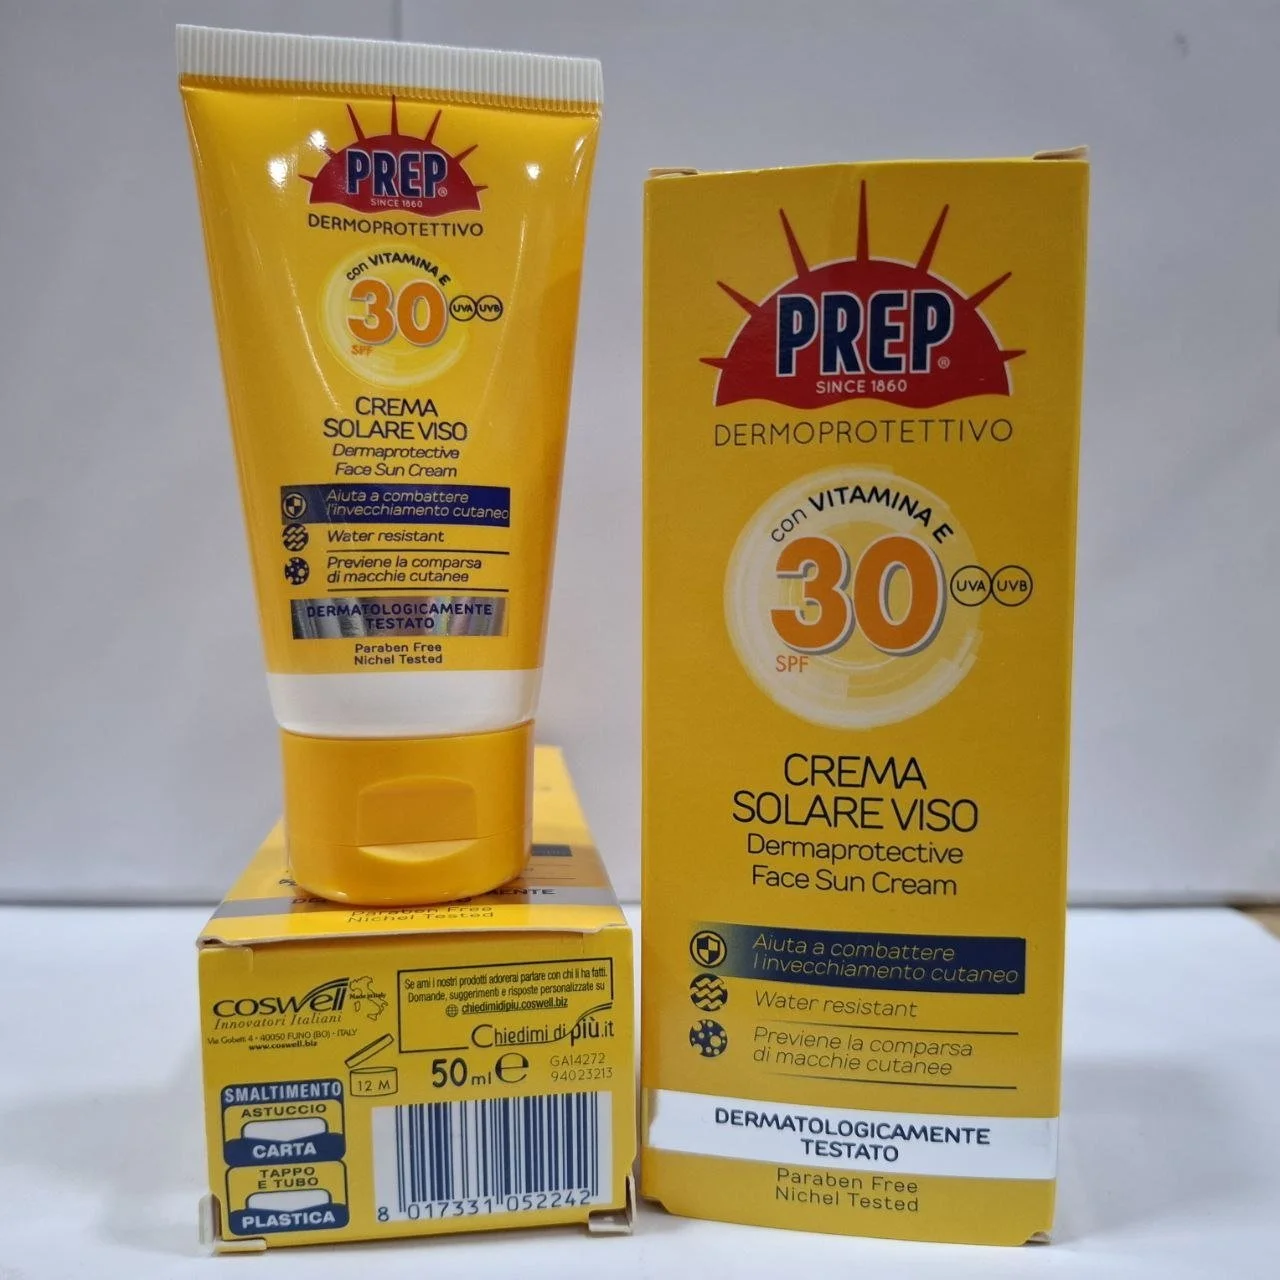 PREP®
SINCE 1860
DERMOPROTETTIVO
con VITAMINA E
30
UVA UVB
SPF
CREMA
SOLARE VISO
Dermaprotective
Face Sun Cream
Aiuta a combattere
l'invecchiamento cutaneo
Water resistant
Previene la comparsa
di macchie cutanee
DERMATOLOGICAMENTE
TESTATO
Paraben Free
Nichel Tested
PREP®
SINCE 1860
DERMOPROTETTIVO
con VITAMINA E
30
UVA UVB
SPF
CREMA
SOLARE VISO
Dermaprotective
Face Sun Cream
Aiuta a combattere
l'invecchiamento cutaneo
Water resistant
Previene la comparsa
di macchie cutanee
DERMATOLOGICAMENTE
TESTATO
Paraben Free
Nichel Tested
Paraben Free
Nichel Tested
coswell
Innovatori Italiani
Made in Italy
Via Gobetti 4 - 40050 FUNO (BO) - ITALY
www.coswell.biz
Se ami i nostri prodotti adorerai parlare con chi li ha fatti.
Domande, suggerimenti e risposte personalizzate su
chiedimidipiu.coswell.biz
Chiedimi di più.it
12 M
50 ml e
GA14272
94023213
SMALTIMENTO
ASTUCCIO
CARTA
TAPPO
E TUBO
PLASTICA
8 017331 052242